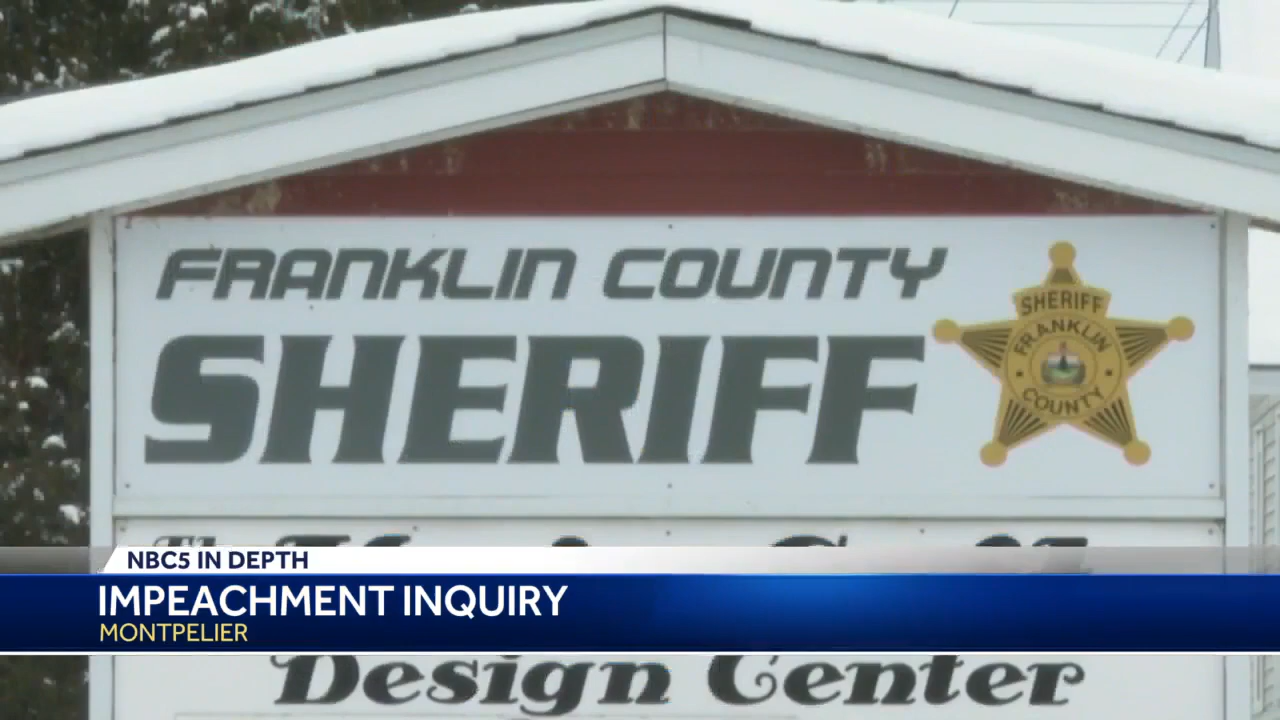 FRANKLIN COUNTY
SHERIFF
SHERIFF
FRANKLIN
COUNTY
NBC5 IN DEPTH
IMPEACHMENT INQUIRY
MONTPELIER
Design Center